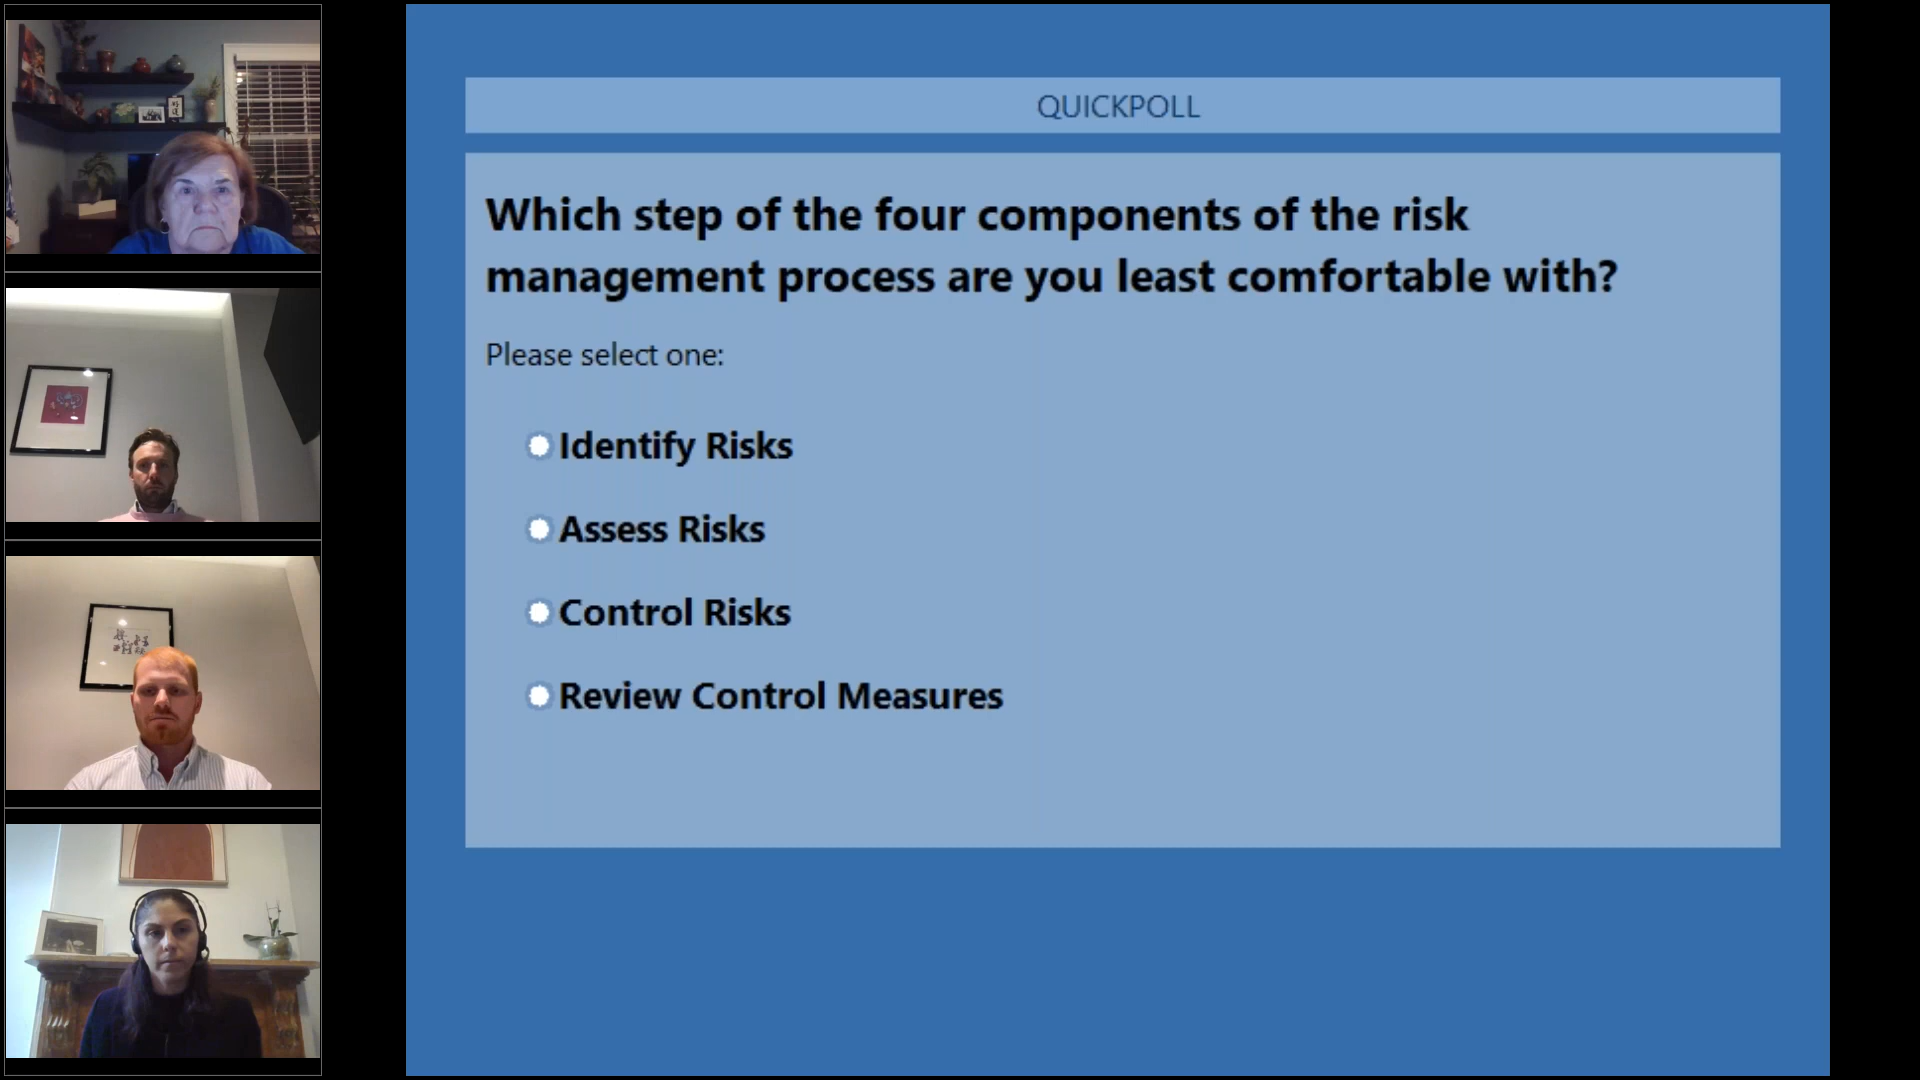 QUICKPOLL
Which step of the four components of the risk
management process are you least comfortable with?
Please select one:
Identify Risks
Assess Risks
Control Risks
Review Control Measures